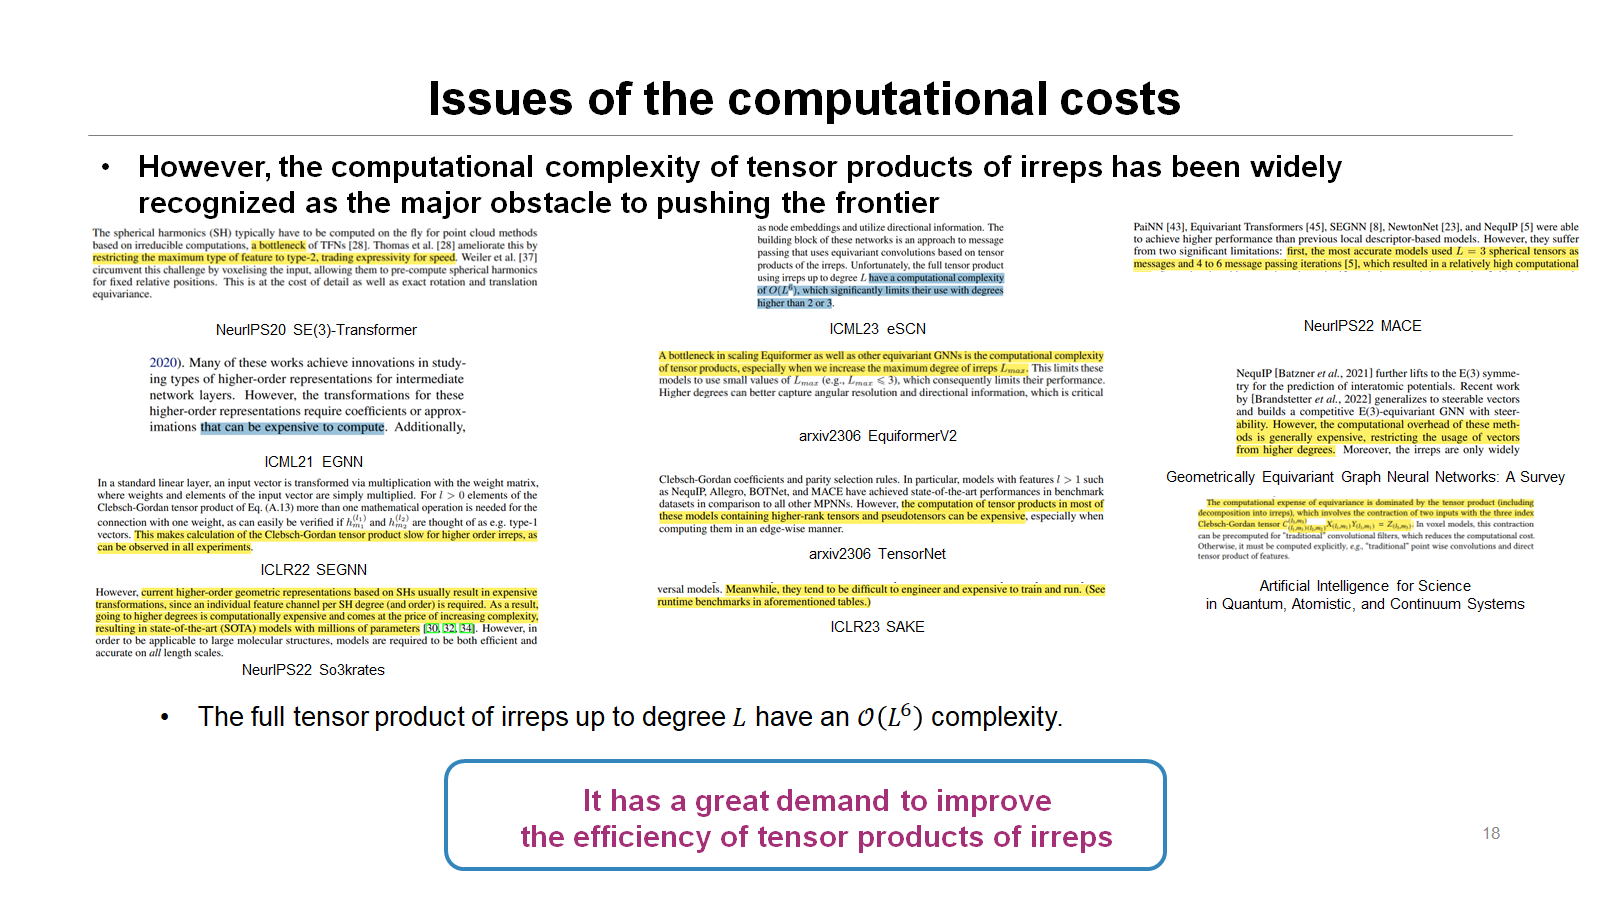 Issues of the computational costs
• However, the computational complexity of tensor products of irreps has been widely
recognized as the major obstacle to pushing the frontier
The spherical harmonics (SH) typically have to be computed on the fly for point cloud methods
based on irreducible computations, a bottleneck of TFNs [28]. Thomas et al. [28] ameliorate this by
restricting the maximum type of feature to type-2, trading expressivity for speed. Weiler et al. [37]
circumvent this challenge by voxelising the input, allowing them to pre-compute spherical harmonics
for fixed relative positions. This is at the cost of detail as well as exact rotation and translation
equivariance.
NeurIPS20 SE(3)-Transformer
2020). Many of these works achieve innovations in study-
ing types of higher-order representations for intermediate
network layers. However, the transformations for these
higher-order representations require coefficients or approx-
imations that can be expensive to compute. Additionally,
ICML21 EGNN
In a standard linear layer, an input vector is transformed via multiplication with the weight matrix,
where weights and elements of the input vector are simply multiplied. For l > 0 elements of the
Clebsch-Gordan tensor product of Eq. (A.13) more than one mathematical operation is needed for the
connection with one weight, as can easily be verified if h_{m_1}^{(l_1)} and h_{m_2}^{(l_2)} are thought of as e.g. type-1
vectors. This makes calculation of the Clebsch-Gordan tensor product slow for higher order irreps, as
can be observed in all experiments.
ICLR22 SEGNN
However, current higher-order geometric representations based on SHs usually result in expensive
transformations, since an individual feature channel per SH degree (and order) is required. As a result,
going to higher degrees is computationally expensive and comes at the price of increasing complexity,
resulting in state-of-the-art (SOTA) models with millions of parameters [30, 32, 34]. However, in
order to be applicable to large molecular structures, models are required to be both efficient and
accurate on all length scales.
NeurIPS22 So3krates
as node embeddings and utilize directional information. The
building block of these networks is an approach to message
passing that uses equivariant convolutions based on tensor
products of the irreps. Unfortunately, the full tensor product
using irreps up to degree L have a computational complexity
of O(L⁶), which significantly limits their use with degrees
higher than 2 or 3.
ICML23 eSCN
A bottleneck in scaling Equiformer as well as other equivariant GNNs is the computational complexity
of tensor products, especially when we increase the maximum degree of irreps L_max. This limits these
models to use small values of L_max (e.g., L_max ⩽ 3), which consequently limits their performance.
Higher degrees can better capture angular resolution and directional information, which is critical
arxiv2306 EquiformerV2
Clebsch-Gordan coefficients and parity selection rules. In particular, models with features l > 1 such
as NequIP, Allegro, BOTNet, and MACE have achieved state-of-the-art performances in benchmark
datasets in comparison to all other MPNNs. However, the computation of tensor products in most of
these models containing higher-rank tensors and pseudotensors can be expensive, especially when
computing them in an edge-wise manner.
arxiv2306 TensorNet
versal models. Meanwhile, they tend to be difficult to engineer and expensive to train and run. (See
runtime benchmarks in aforementioned tables.)
ICLR23 SAKE
PaiNN [43], Equivariant Transformers [45], SEGNN [8], NewtonNet [23], and NequIP [5] were able
to achieve higher performance than previous local descriptor-based models. However, they suffer
from two significant limitations: first, the most accurate models used L = 3 spherical tensors as
messages and 4 to 6 message passing iterations [5], which resulted in a relatively high computational
NeurIPS22 MACE
NequIP [Batzner et al., 2021] further lifts to the E(3) symme-
try for the prediction of interatomic potentials. Recent work
by [Brandstetter et al., 2022] generalizes to steerable vectors
and builds a competitive E(3)-equivariant GNN with steer-
ability. However, the computational overhead of these meth-
ods is generally expensive, restricting the usage of vectors
from higher degrees. Moreover, the irreps are only widely
Geometrically Equivariant Graph Neural Networks: A Survey
The computational expense of equivariance is dominated by the tensor product (including
decomposition into irreps), which involves the contraction of two inputs with the three index
Clebsch-Gordan tensor In voxel models, this contraction
can be precomputed for "traditional" convolutional filters, which reduces the computational cost.
Otherwise, it must be computed explicitly, e.g., "traditional" point wise convolutions and direct
tensor product of features.
Artificial Intelligence for Science
in Quantum, Atomistic, and Continuum Systems
• The full tensor product of irreps up to degree L have an 𝒪(L⁶) complexity.
It has a great demand to improve
the efficiency of tensor products of irreps
18